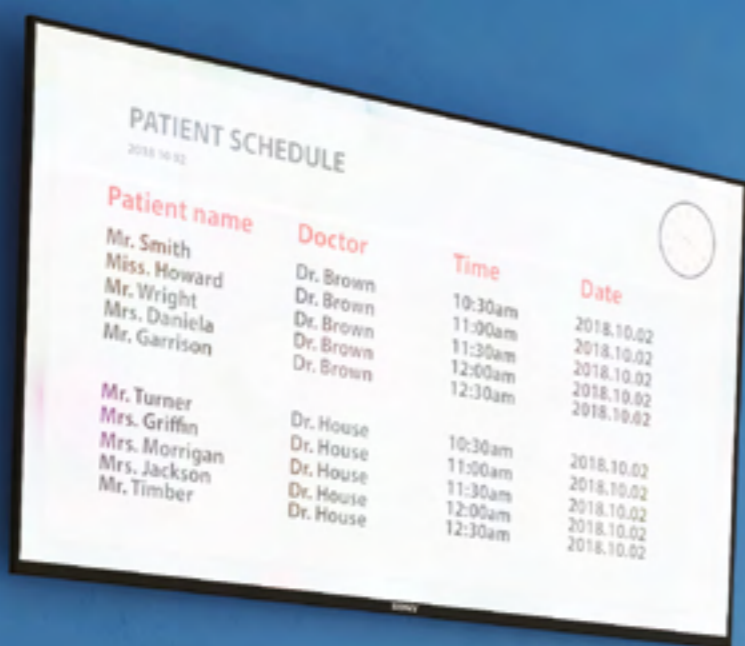 PATIENT SCHEDULE
2018.10.02
Patient name Doctor Time Date
Mr. Smith Dr. Brown 10:30am 2018.10.02
Miss. Howard Dr. Brown 11:00am 2018.10.02
Mr. Wright Dr. Brown 11:30am 2018.10.02
Mrs. Daniela Dr. Brown 12:00am 2018.10.02
Mr. Garrison Dr. Brown 12:30am 2018.10.02
Mr. Turner Dr. House 10:30am 2018.10.02
Mrs. Griffin Dr. House 11:00am 2018.10.02
Mrs. Morrigan Dr. House 11:30am 2018.10.02
Mrs. Jackson Dr. House 12:00am 2018.10.02
Mr. Timber Dr. House 12:30am 2018.10.02
SONY